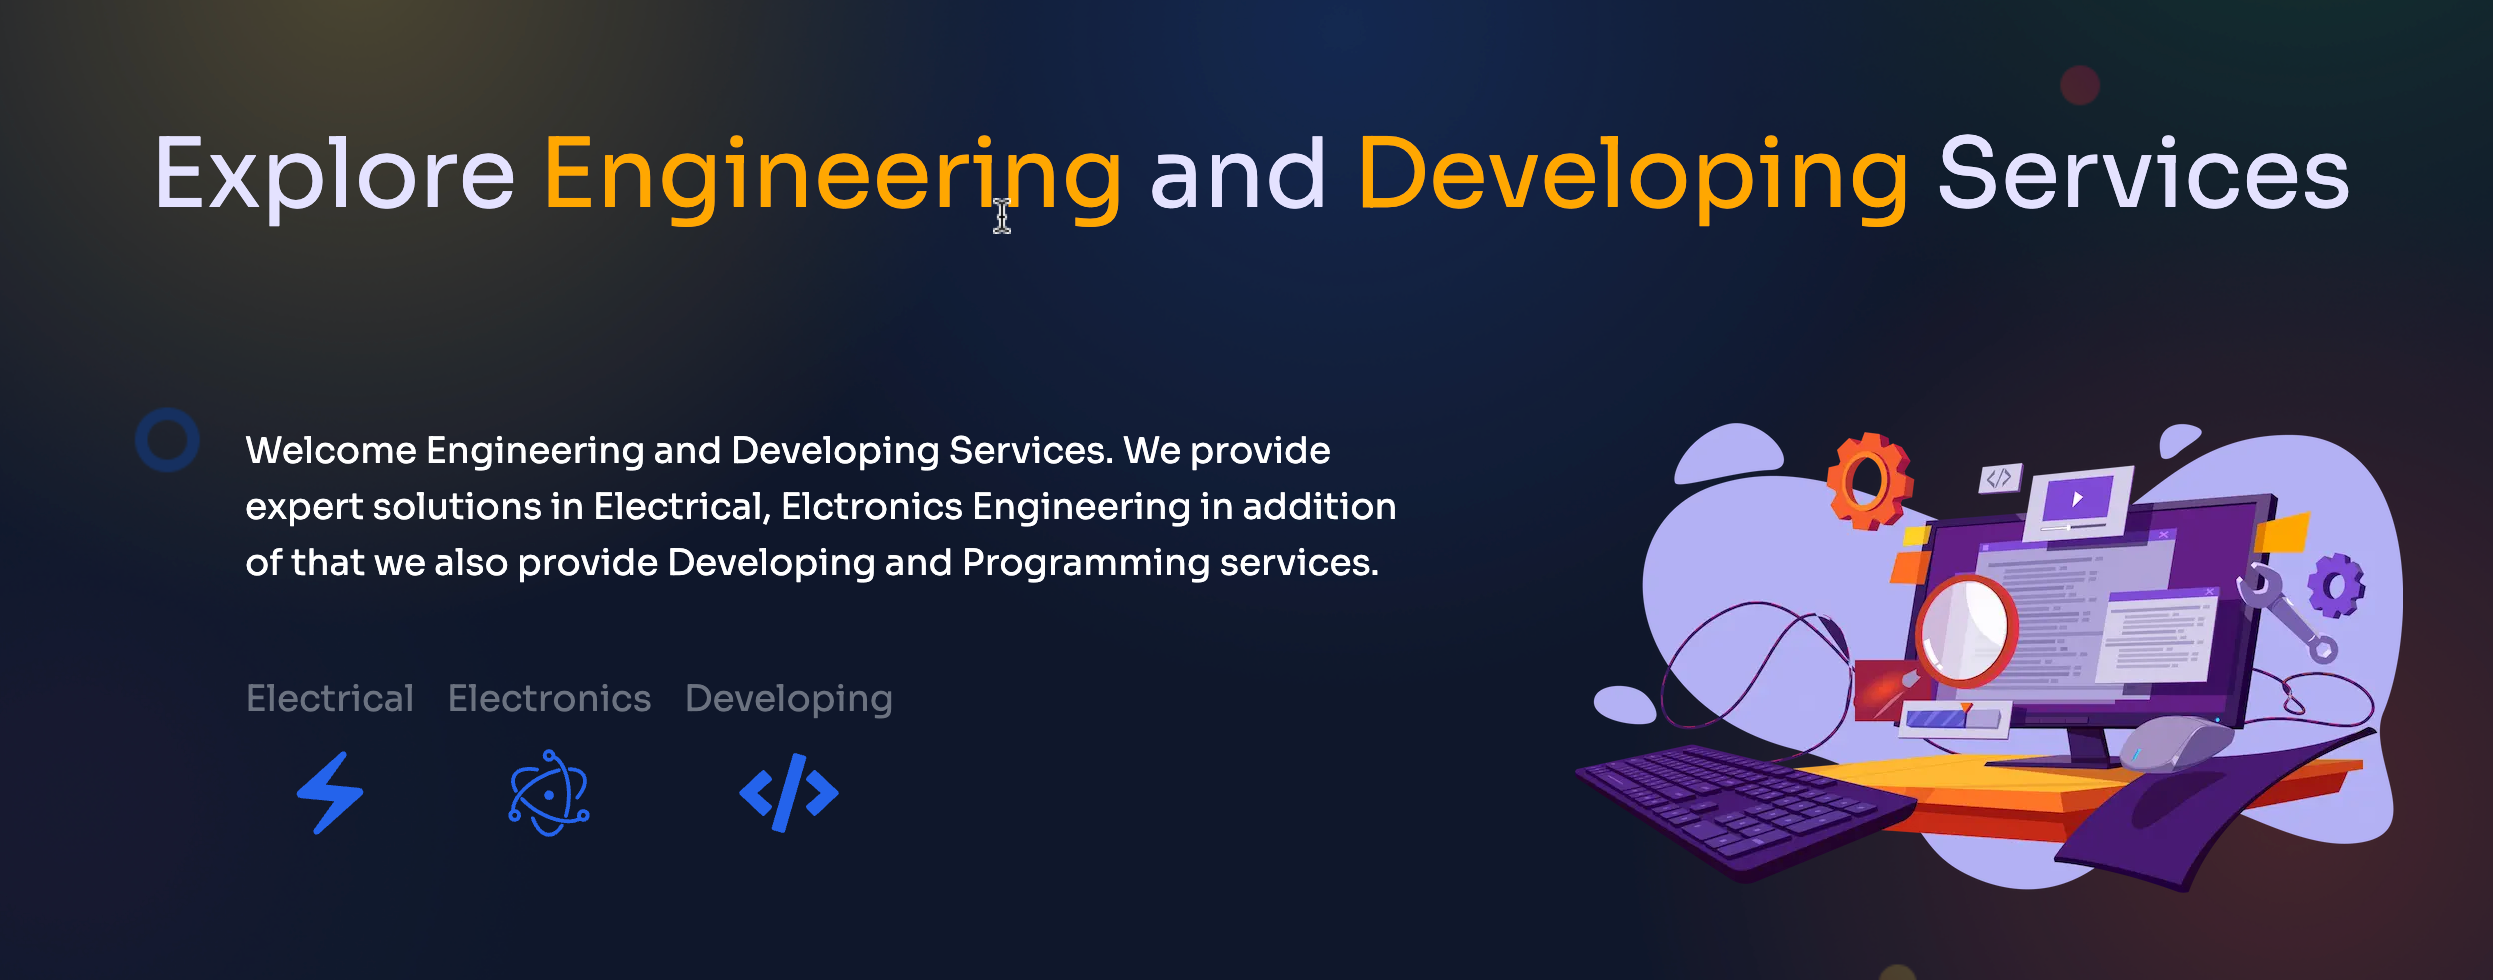 Explore Engineering and Developing Services
Welcome Engineering and Developing Services. We provide
expert solutions in Electrical, Elctronics Engineering in addition
of that we also provide Developing and Programming services.
Electrical Electronics Developing